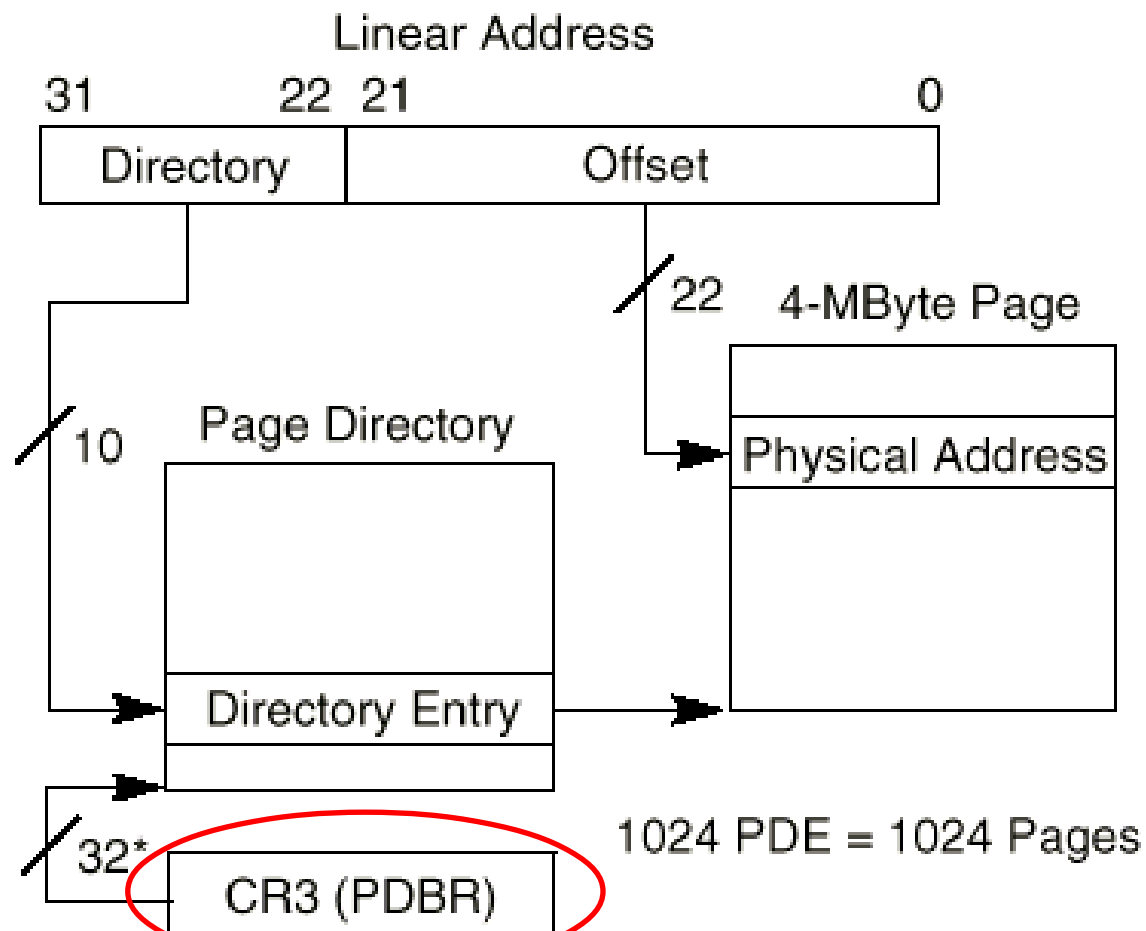 Linear Address
31 22 21 0
Directory Offset
22
4-MByte Page
10
Page Directory
Physical Address
Directory Entry
32*
1024 PDE = 1024 Pages
CR3 (PDBR)